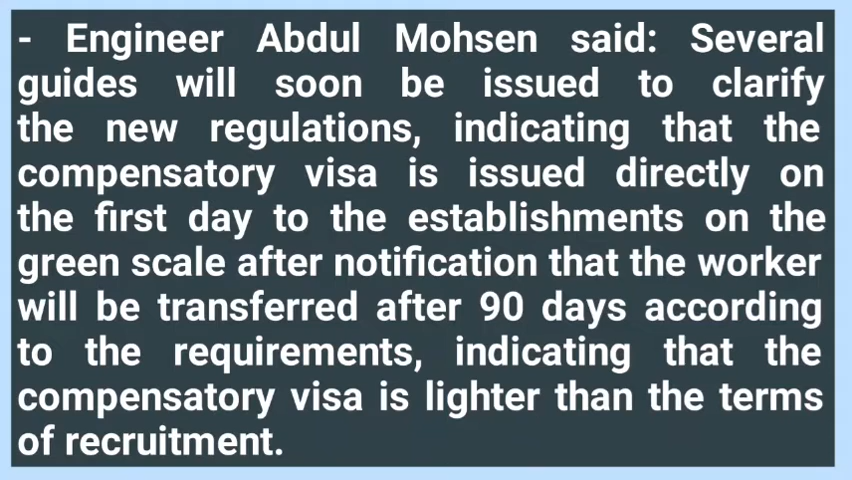 - Engineer Abdul Mohsen said: Several
guides will soon be issued to clarify
the new regulations, indicating that the
compensatory visa is issued directly on
the first day to the establishments on the
green scale after notification that the worker
will be transferred after 90 days according
to the requirements, indicating that the
compensatory visa is lighter than the terms
of recruitment.